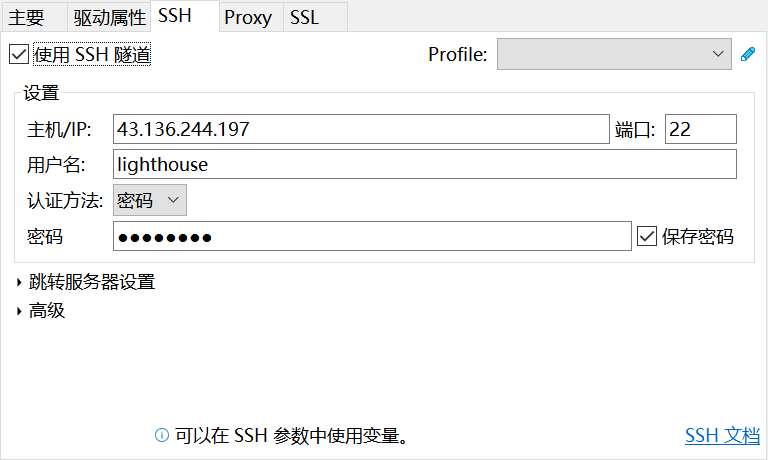 主要 驱动属性 SSH Proxy SSL
使用 SSH 隧道 Profile:
设置
主机/IP: 43.136.244.197 端口: 22
用户名: lighthouse
认证方法: 密码
密码 ●●●●●●●● 保存密码
跳转服务器设置
高级
可以在 SSH 参数中使用变量。 SSH 文档